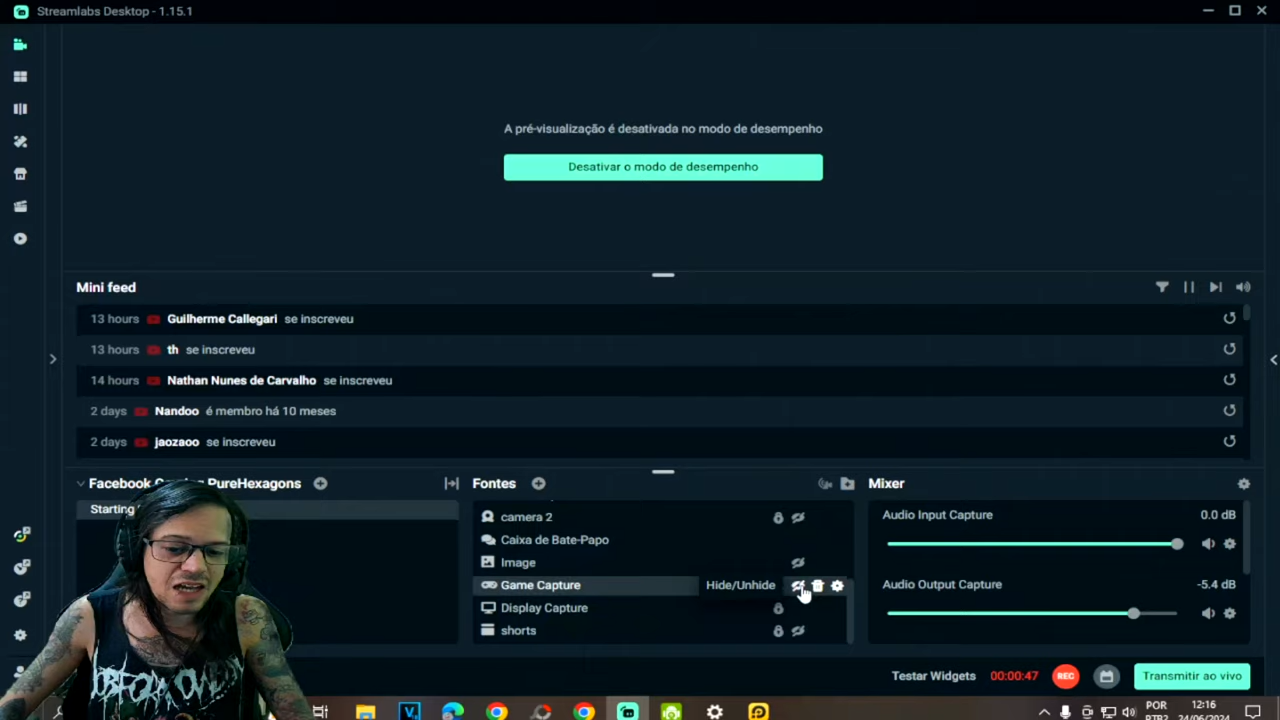 Streamlabs Desktop - 1.15.1
A pré-visualização é desativada no modo de desempenho
Desativar o modo de desempenho
Mini feed
13 hours Guilherme Callegari se inscreveu
13 hours th se inscreveu
14 hours Nathan Nunes de Carvalho se inscreveu
2 days Nandoo é membro há 10 meses
2 days jaozaoo se inscreveu
Facebook PureHexagons
Starting
Fontes
camera 2
Caixa de Bate-Papo
Image
Game Capture Hide/Unhide
Display Capture
shorts
Mixer
Audio Input Capture 0.0 dB
Audio Output Capture -5.4 dB
Testar Widgets 00:00:47 REC Transmitir ao vivo
POR 12:16
PTB2 24/06/2024